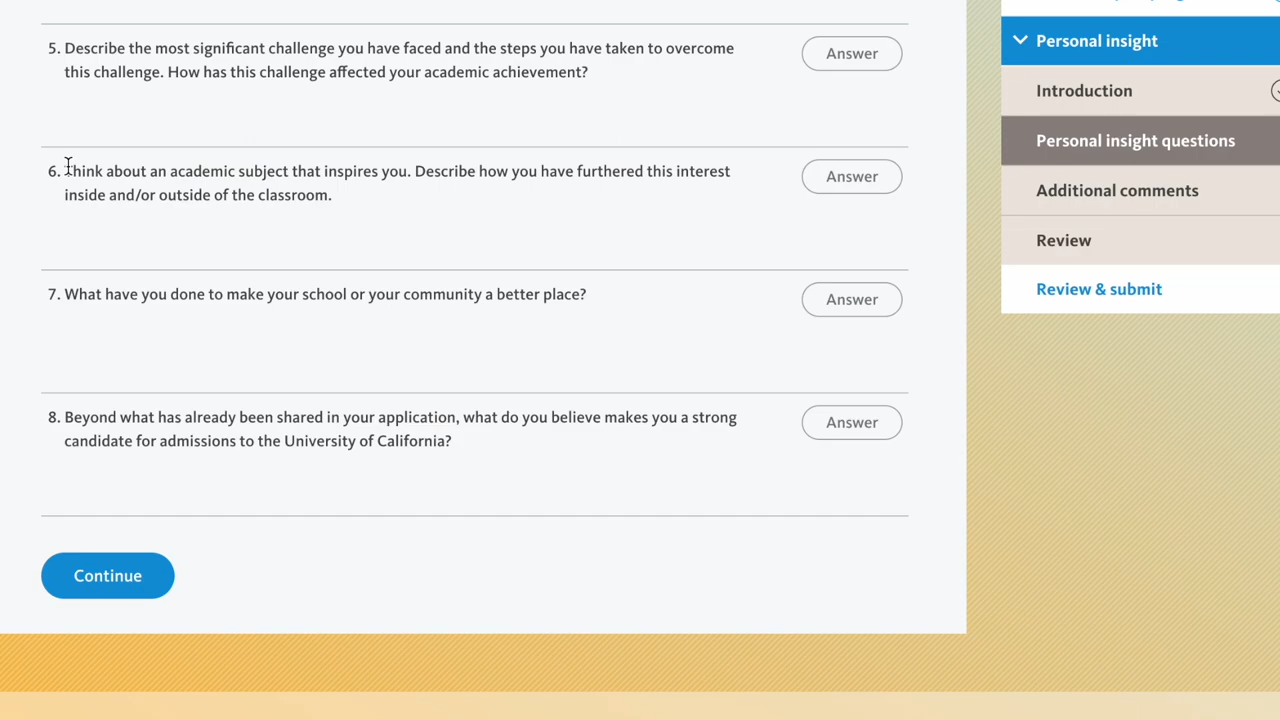 5. Describe the most significant challenge you have faced and the steps you have taken to overcome
this challenge. How has this challenge affected your academic achievement?
Answer
6. Think about an academic subject that inspires you. Describe how you have furthered this interest
inside and/or outside of the classroom.
Answer
7. What have you done to make your school or your community a better place?
Answer
8. Beyond what has already been shared in your application, what do you believe makes you a strong
candidate for admissions to the University of California?
Answer
Continue
Personal insight
Introduction
Personal insight questions
Additional comments
Review
Review & submit